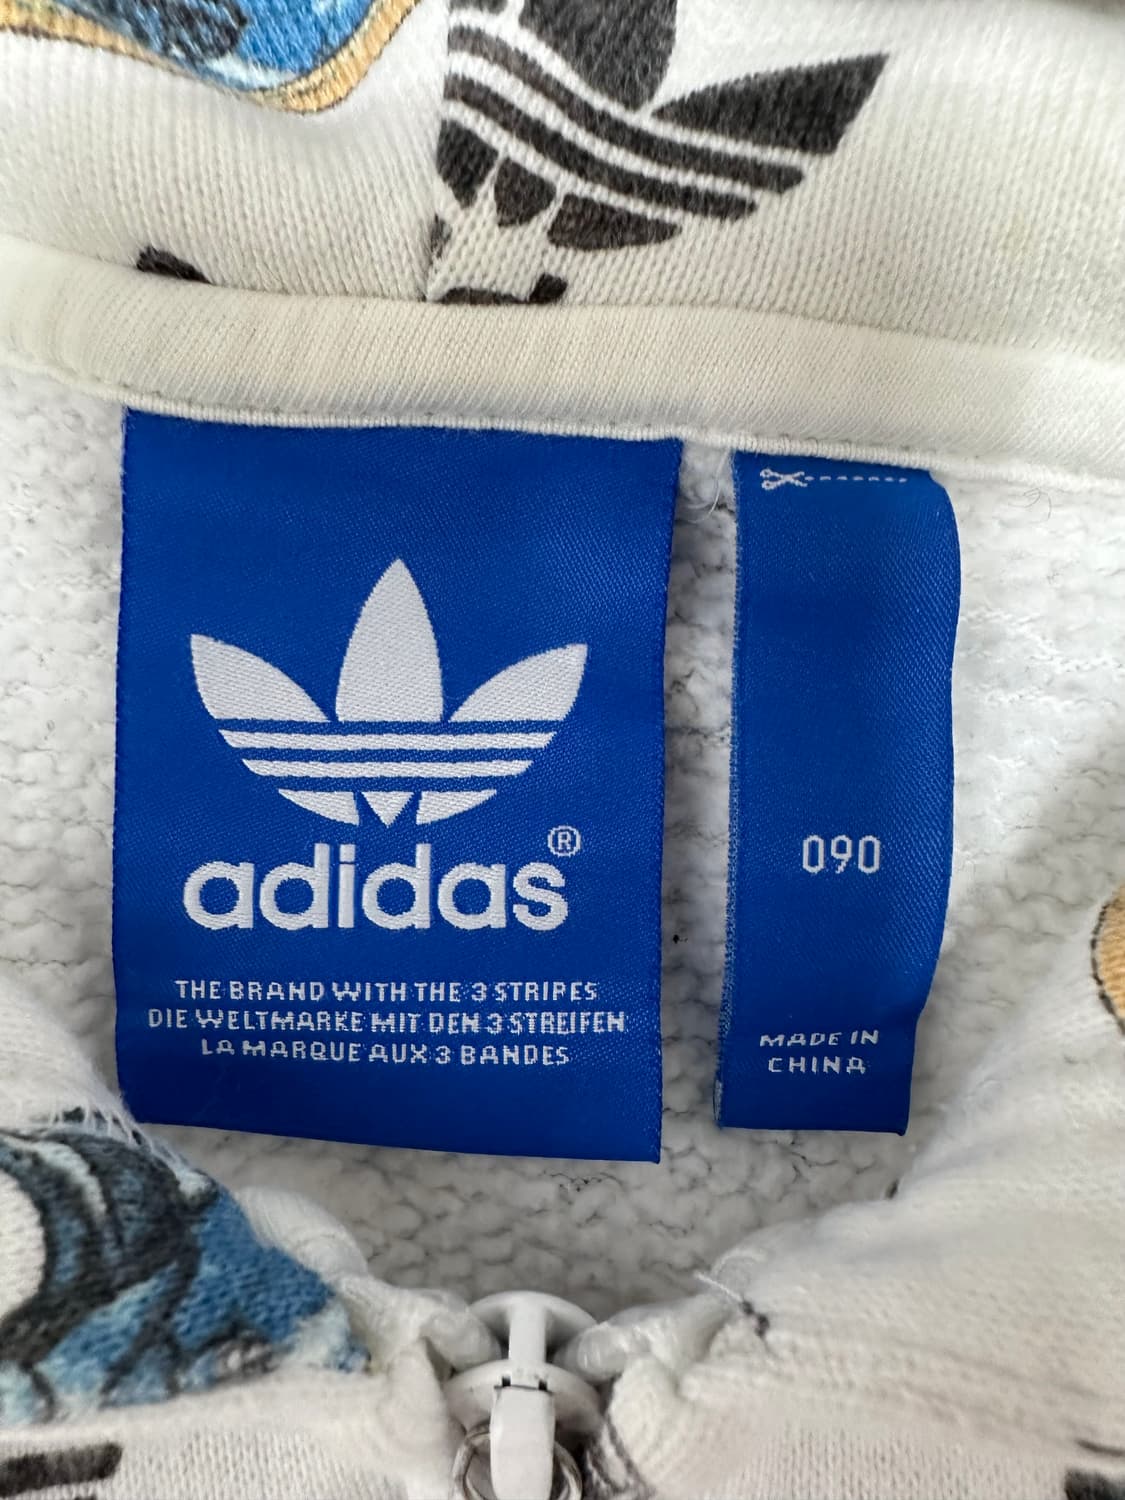 adidas®
THE BRAND WITH THE 3 STRIPES
DIE WELTMARKE MIT DEN 3 STREIFEN
LA MARQUE AUX 3 BANDES
090
MADE IN
CHINA